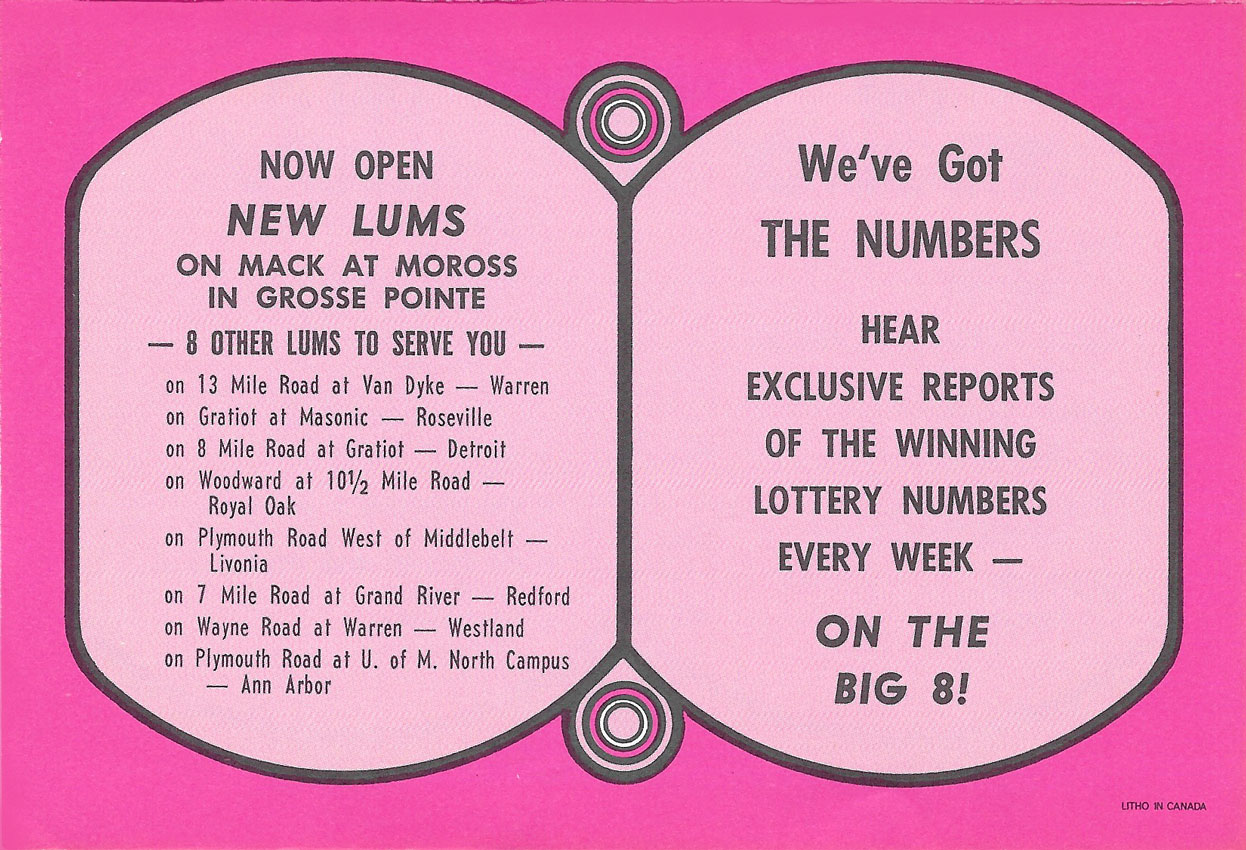 NOW OPEN
NEW LUMS
ON MACK AT MOROSS
IN GROSSE POINTE
— 8 OTHER LUMS TO SERVE YOU —
on 13 Mile Road at Van Dyke — Warren
on Gratiot at Masonic — Roseville
on 8 Mile Road at Gratiot — Detroit
on Woodward at 10½ Mile Road —
Royal Oak
on Plymouth Road West of Middlebelt —
Livonia
on 7 Mile Road at Grand River — Redford
on Wayne Road at Warren — Westland
on Plymouth Road at U. of M. North Campus
— Ann Arbor
We've Got
THE NUMBERS
HEAR
EXCLUSIVE REPORTS
OF THE WINNING
LOTTERY NUMBERS
EVERY WEEK —
ON THE
BIG 8!
LITHO IN CANADA